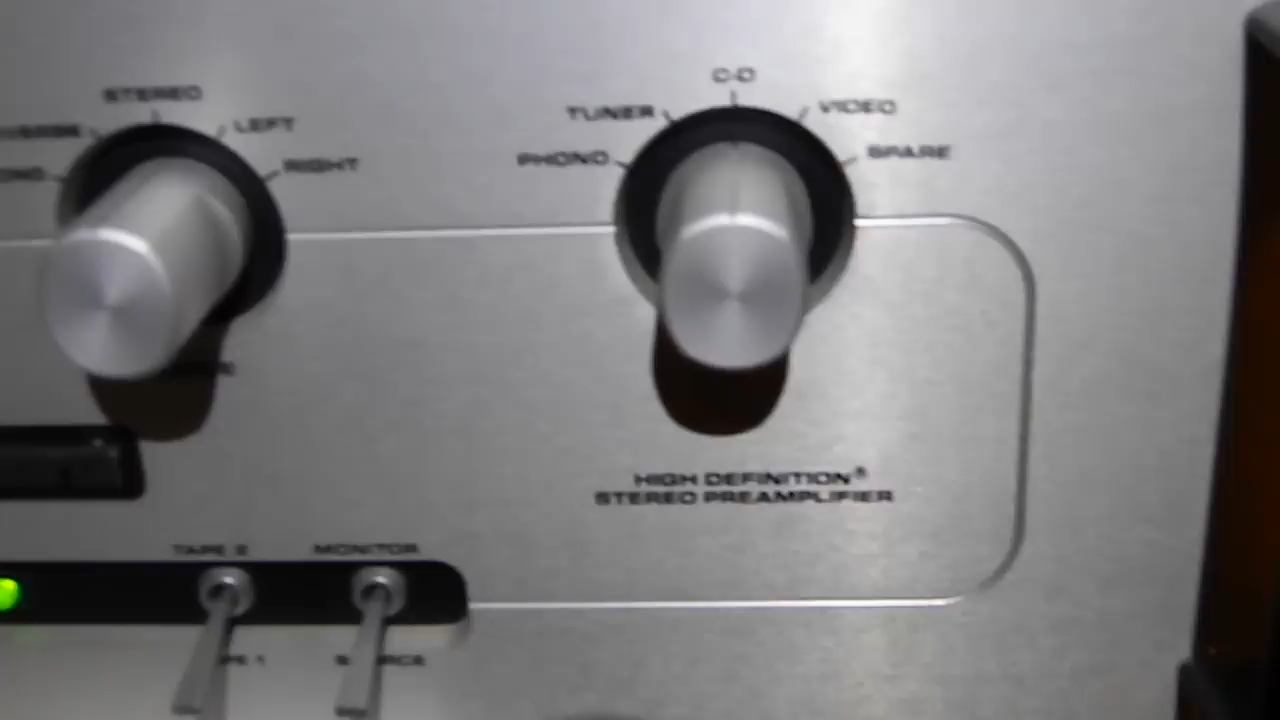 STEREO
LEFT
RIGHT
C-D
TUNER
VIDEO
PHONO
SPARE
HIGH DEFINITION®
STEREO PREAMPLIFIER
TAPE 2
MONITOR